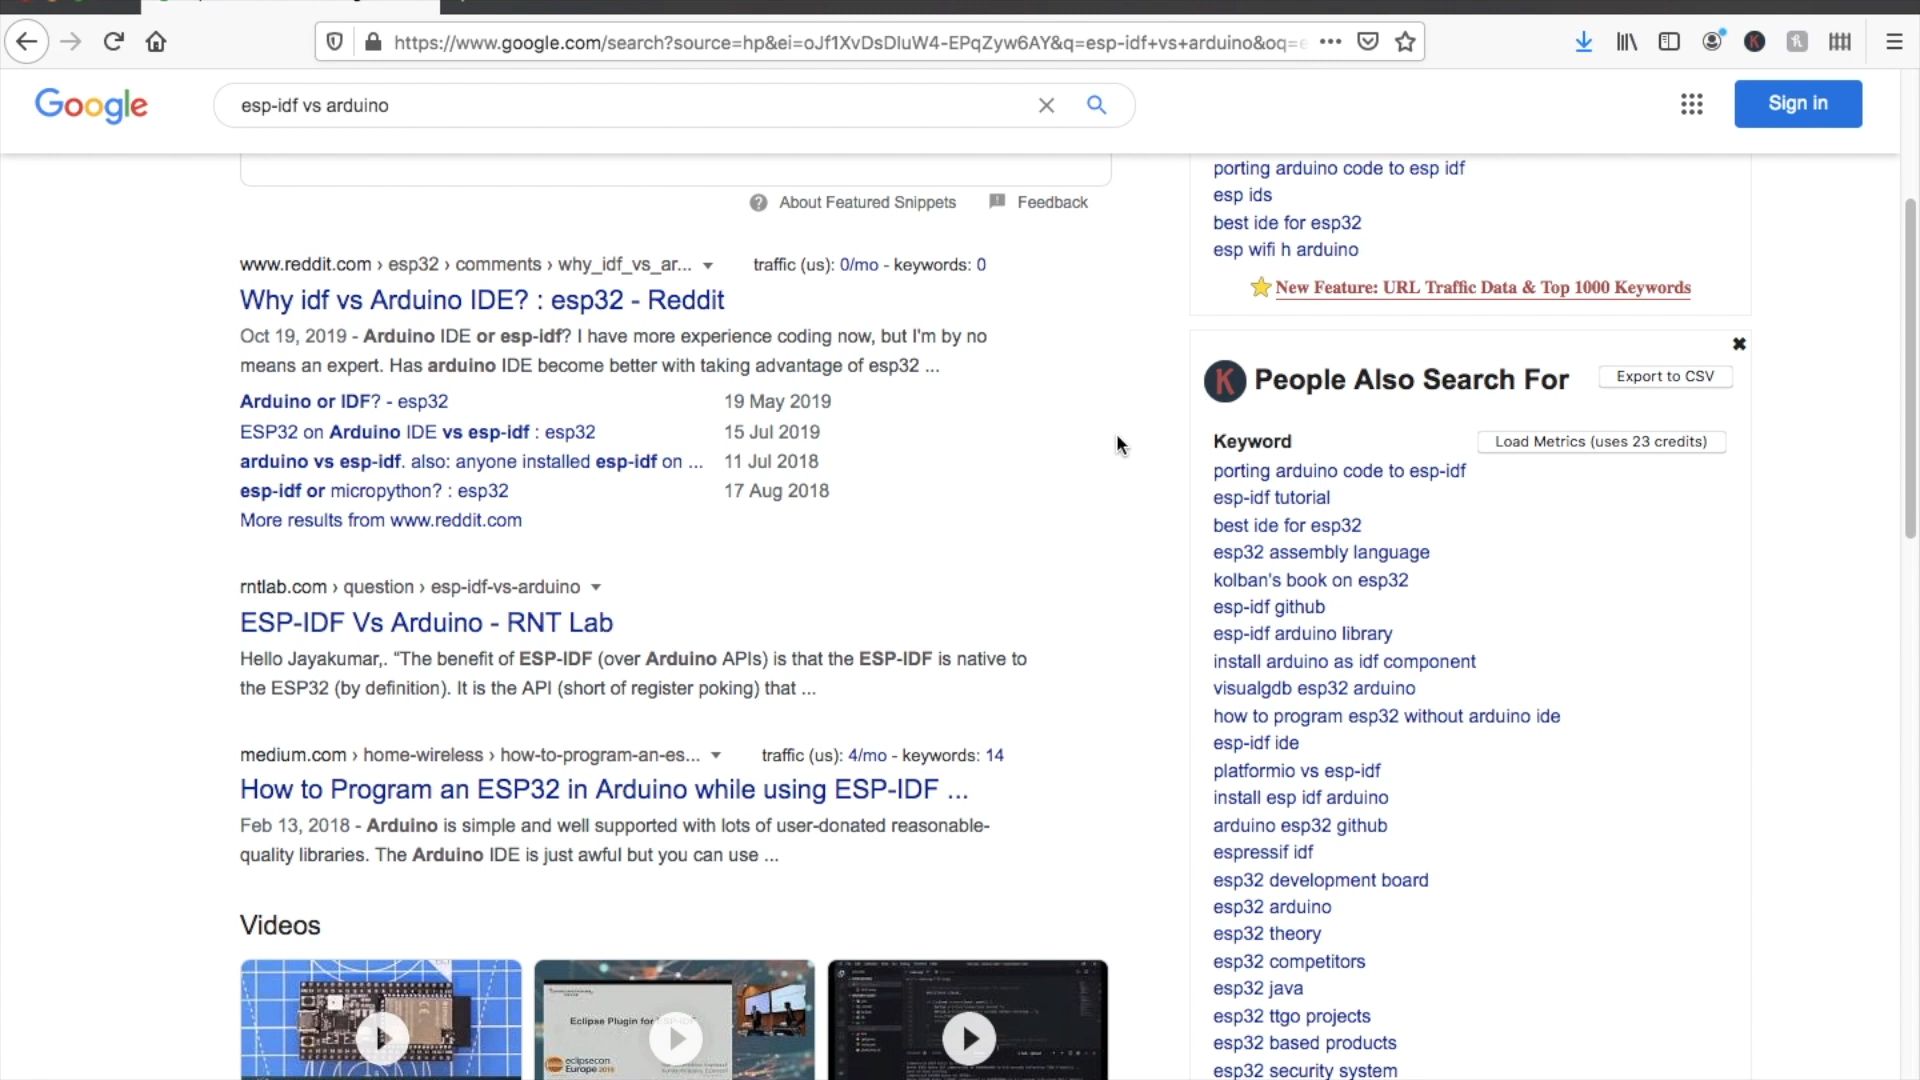 https://www.google.com/search?source=hp&ei=oJf1XvDsDIuW4-EPqZyw6AY&q=esp-idf+vs+arduino&oq=e
Google
esp-idf vs arduino
Sign in
About Featured Snippets
Feedback
www.reddit.com › esp32 › comments › why_idf_vs_ar...
traffic (us): 0/mo - keywords: 0
Why idf vs Arduino IDE? : esp32 - Reddit
Oct 19, 2019 - Arduino IDE or esp-idf? I have more experience coding now, but I'm by no
means an expert. Has arduino IDE become better with taking advantage of esp32 ...
Arduino or IDF? - esp32
19 May 2019
ESP32 on Arduino IDE vs esp-idf : esp32
15 Jul 2019
arduino vs esp-idf. also: anyone installed esp-idf on ...
11 Jul 2018
esp-idf or micropython? : esp32
17 Aug 2018
More results from www.reddit.com
rntlab.com › question › esp-idf-vs-arduino
ESP-IDF Vs Arduino - RNT Lab
Hello Jayakumar,. “The benefit of ESP-IDF (over Arduino APIs) is that the ESP-IDF is native to
the ESP32 (by definition). It is the API (short of register poking) that ...
medium.com › home-wireless › how-to-program-an-es...
traffic (us): 4/mo - keywords: 14
How to Program an ESP32 in Arduino while using ESP-IDF ...
Feb 13, 2018 - Arduino is simple and well supported with lots of user-donated reasonable-
quality libraries. The Arduino IDE is just awful but you can use ...
Videos
Eclipse Plugin for ESP-IDF
eclipsecon
Europe 2019
porting arduino code to esp idf
esp ids
best ide for esp32
esp wifi h arduino
New Feature: URL Traffic Data & Top 1000 Keywords
K
People Also Search For
Export to CSV
Keyword
Load Metrics (uses 23 credits)
porting arduino code to esp-idf
esp-idf tutorial
best ide for esp32
esp32 assembly language
kolban's book on esp32
esp-idf github
esp-idf arduino library
install arduino as idf component
visualgdb esp32 arduino
how to program esp32 without arduino ide
esp-idf ide
platformio vs esp-idf
install esp idf arduino
arduino esp32 github
espressif idf
esp32 development board
esp32 arduino
esp32 theory
esp32 competitors
esp32 java
esp32 ttgo projects
esp32 based products
esp32 security system